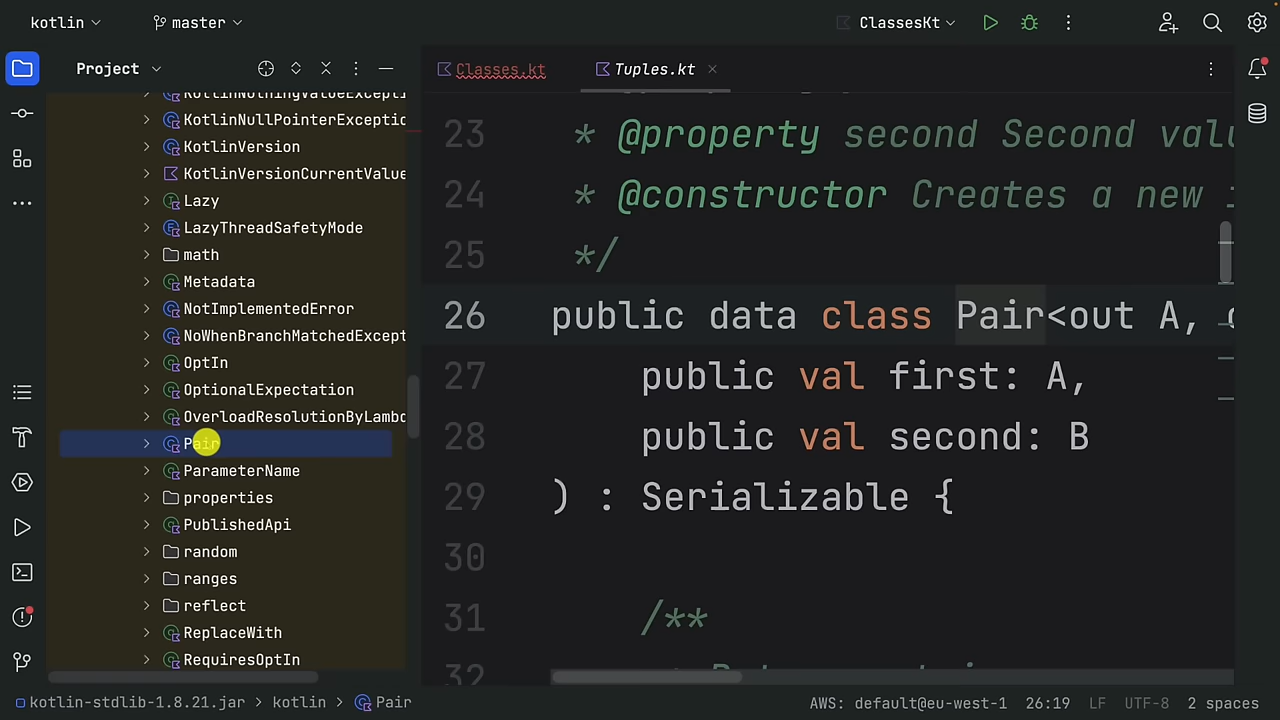 kotlin
master
ClassesKt
Project
Classes.kt
Tuples.kt
KotlinNothingValueExcepti
KotlinNullPointerExceptio
KotlinVersion
KotlinVersionCurrentValue
Lazy
LazyThreadSafetyMode
math
Metadata
NotImplementedError
NoWhenBranchMatchedExcept
OptIn
OptionalExpectation
OverloadResolutionByLambd
Pair
ParameterName
properties
PublishedApi
random
ranges
reflect
ReplaceWith
RequiresOptIn
23 * @property second Second valu
24 * @constructor Creates a new i
25 */
26 public data class Pair<out A, o
27 public val first: A,
28 public val second: B
29 ) : Serializable {
30
31 /**
32
kotlin-stdlib-1.8.21.jar > kotlin > Pair
AWS: default@eu-west-1 26:19 LF UTF-8 2 spaces